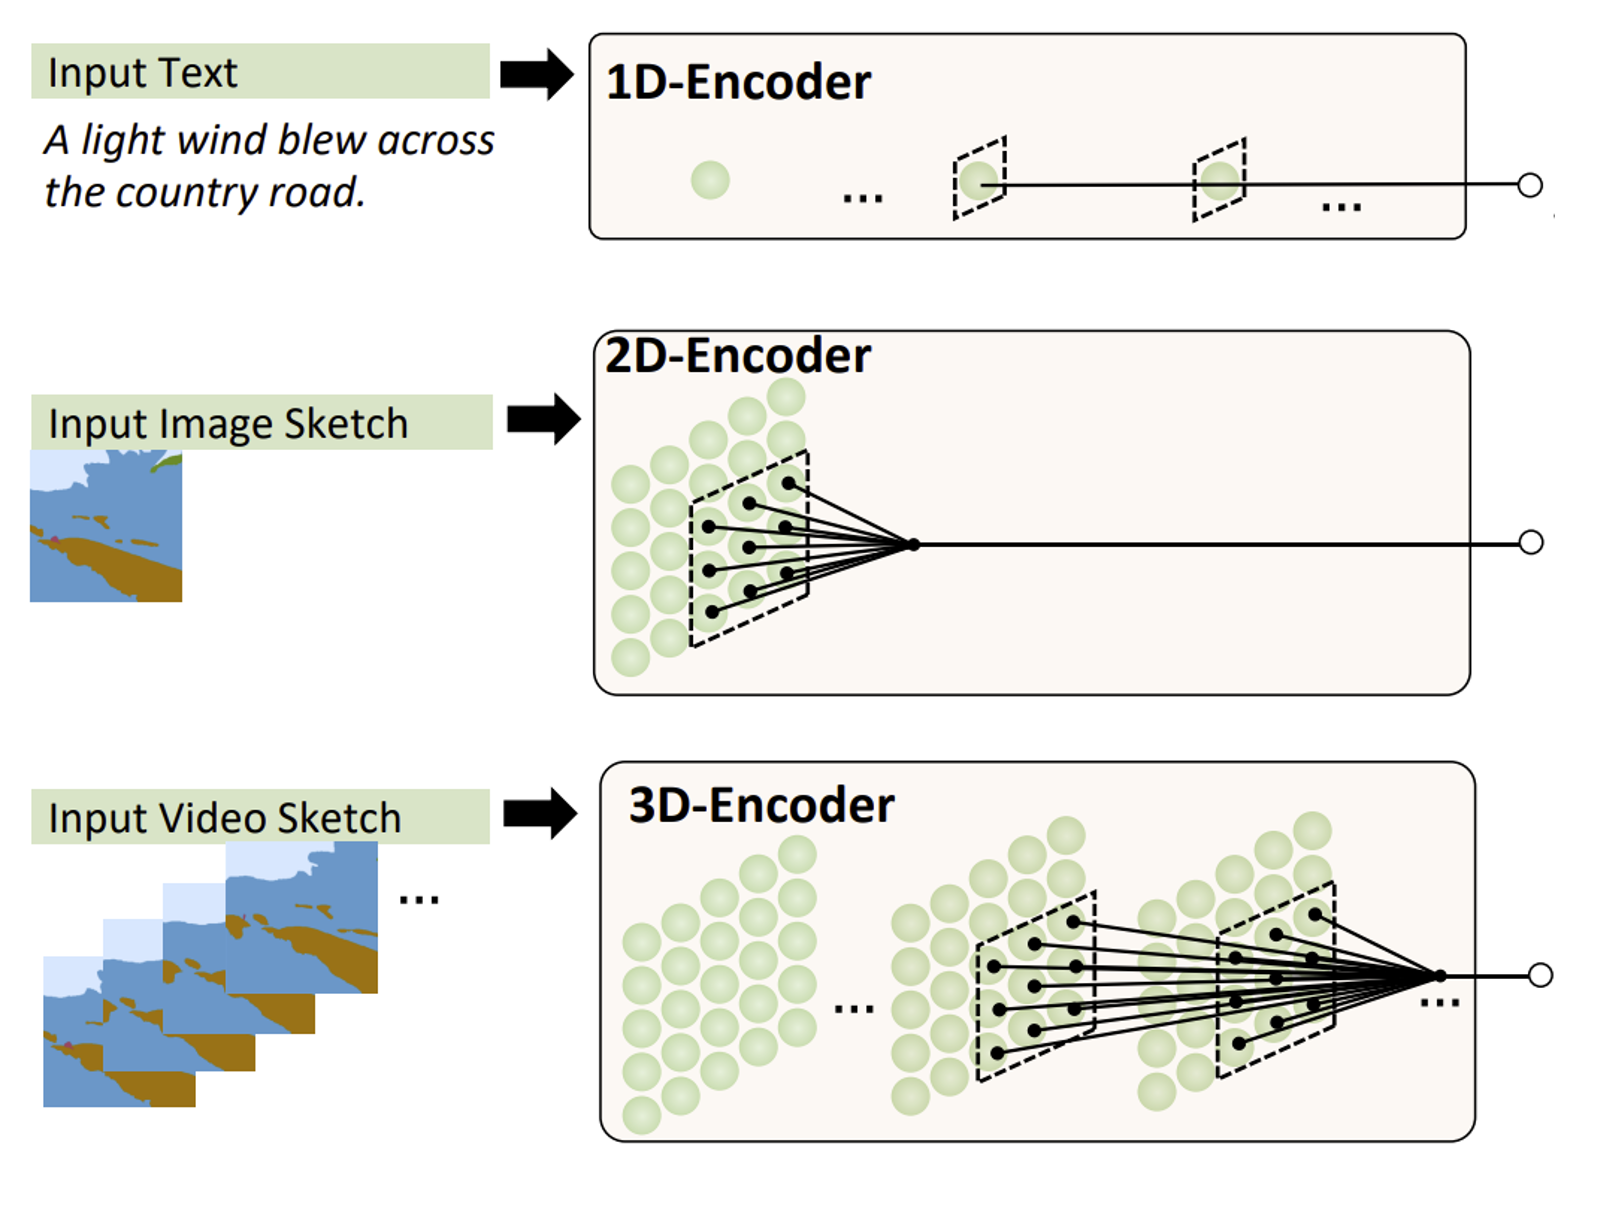 Input Text
1D-Encoder
A light wind blew across
the country road.
...
...
2D-Encoder
Input Image Sketch
Input Video Sketch
3D-Encoder
...
...
...